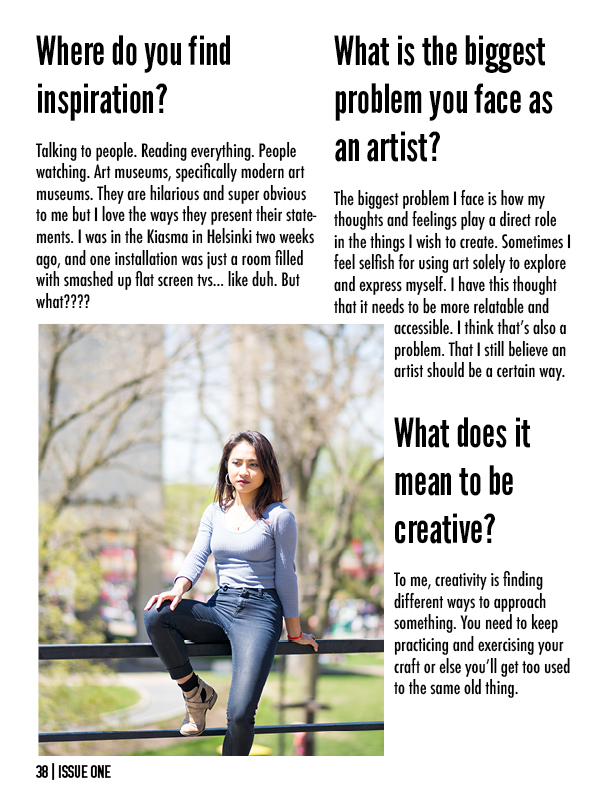 Where do you find
inspiration?
Talking to people. Reading everything. People
watching. Art museums, specifically modern art
museums. They are hilarious and super obvious
to me but I love the ways they present their state-
ments. I was in the Kiasma in Helsinki two weeks
ago, and one installation was just a room filled
with smashed up flat screen tvs... like duh. But
what????
What is the biggest
problem you face as
an artist?
The biggest problem I face is how my
thoughts and feelings play a direct role
in the things I wish to create. Sometimes I
feel selfish for using art solely to explore
and express myself. I have this thought
that it needs to be more relatable and
accessible. I think that's also a
problem. That I still believe an
artist should be a certain way.
What does it
mean to be
creative?
To me, creativity is finding
different ways to approach
something. You need to keep
practicing and exercising your
craft or else you'll get too used
to the same old thing.
38 | ISSUE ONE